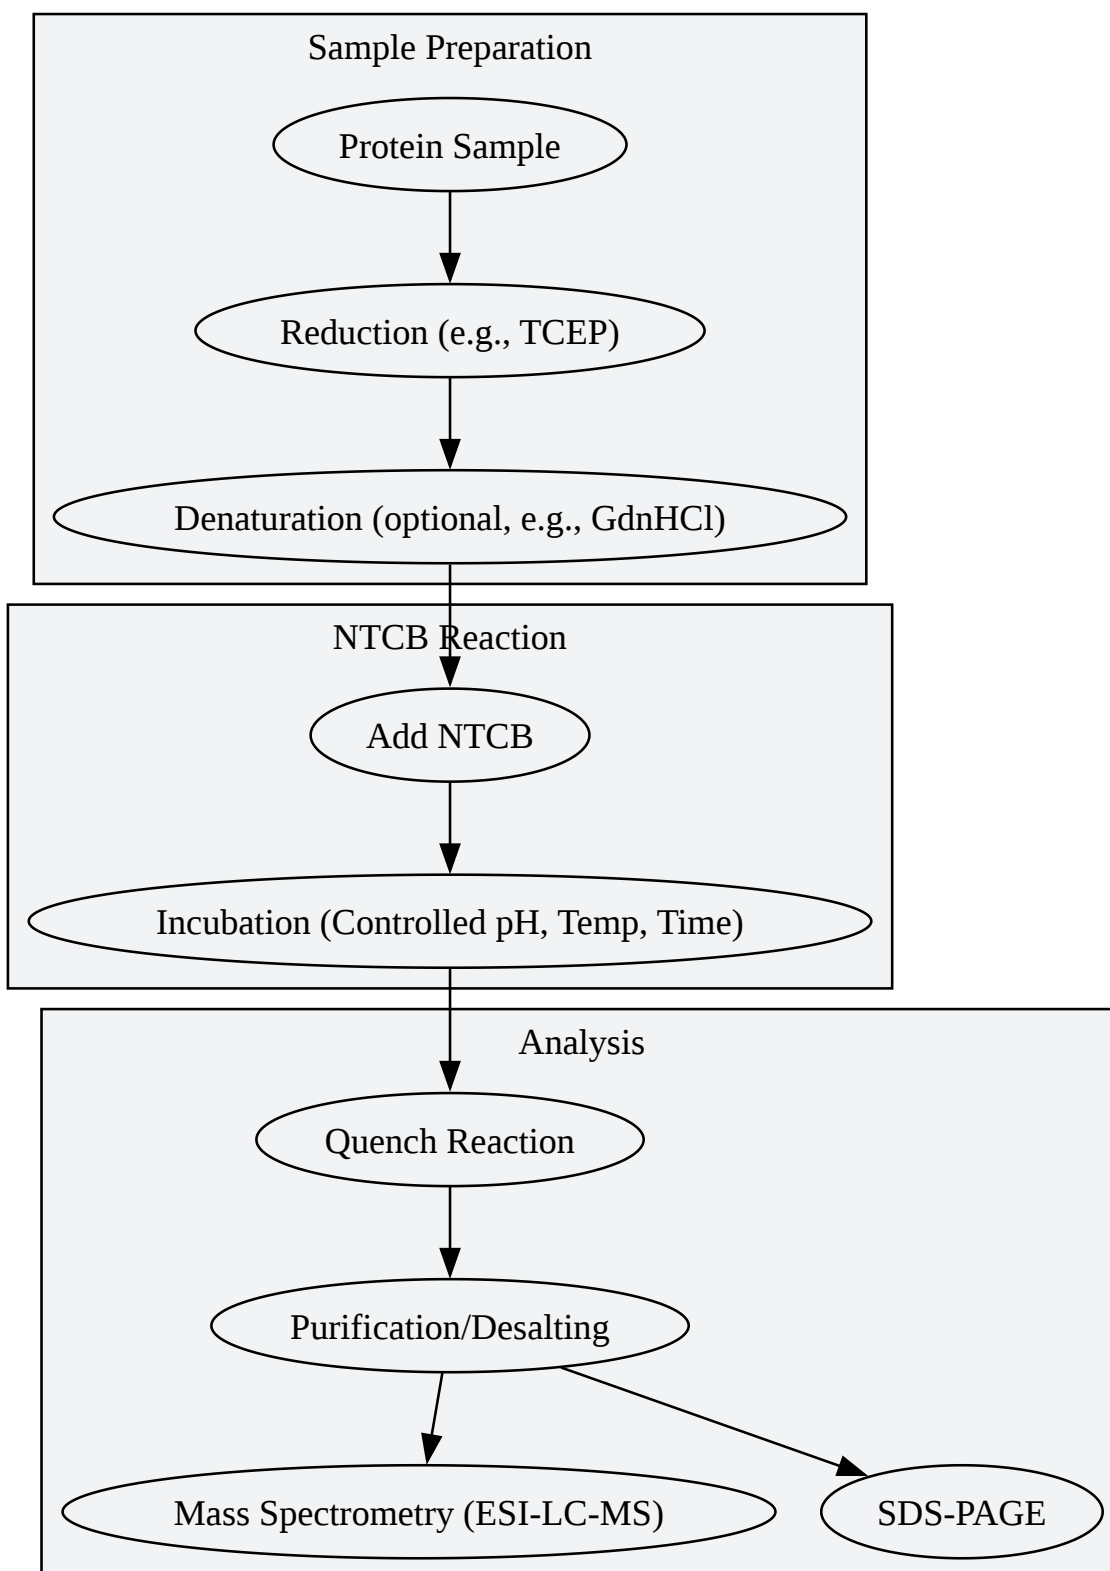 Sample Preparation
Protein Sample
Reduction (e.g., TCEP)
Denaturation (optional, e.g., GdnHCl)
NTCB Reaction
Add NTCB
Incubation (Controlled pH, Temp, Time)
Analysis
Quench Reaction
Purification/Desalting
Mass Spectrometry (ESI-LC-MS)
SDS-PAGE